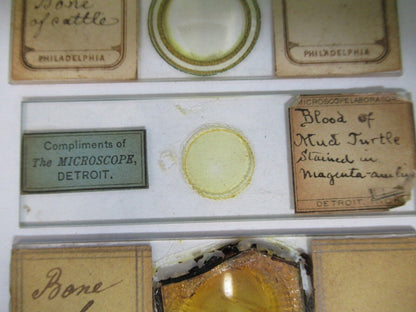 Bone
of cattle
PHILADELPHIA
PHILADELPHIA
Compliments of
The MICROSCOPE,
DETROIT.
MICROSCOPE LABORATORY
Blood of
Mud Turtle
Stained in
Magenta
DETROIT
Bone